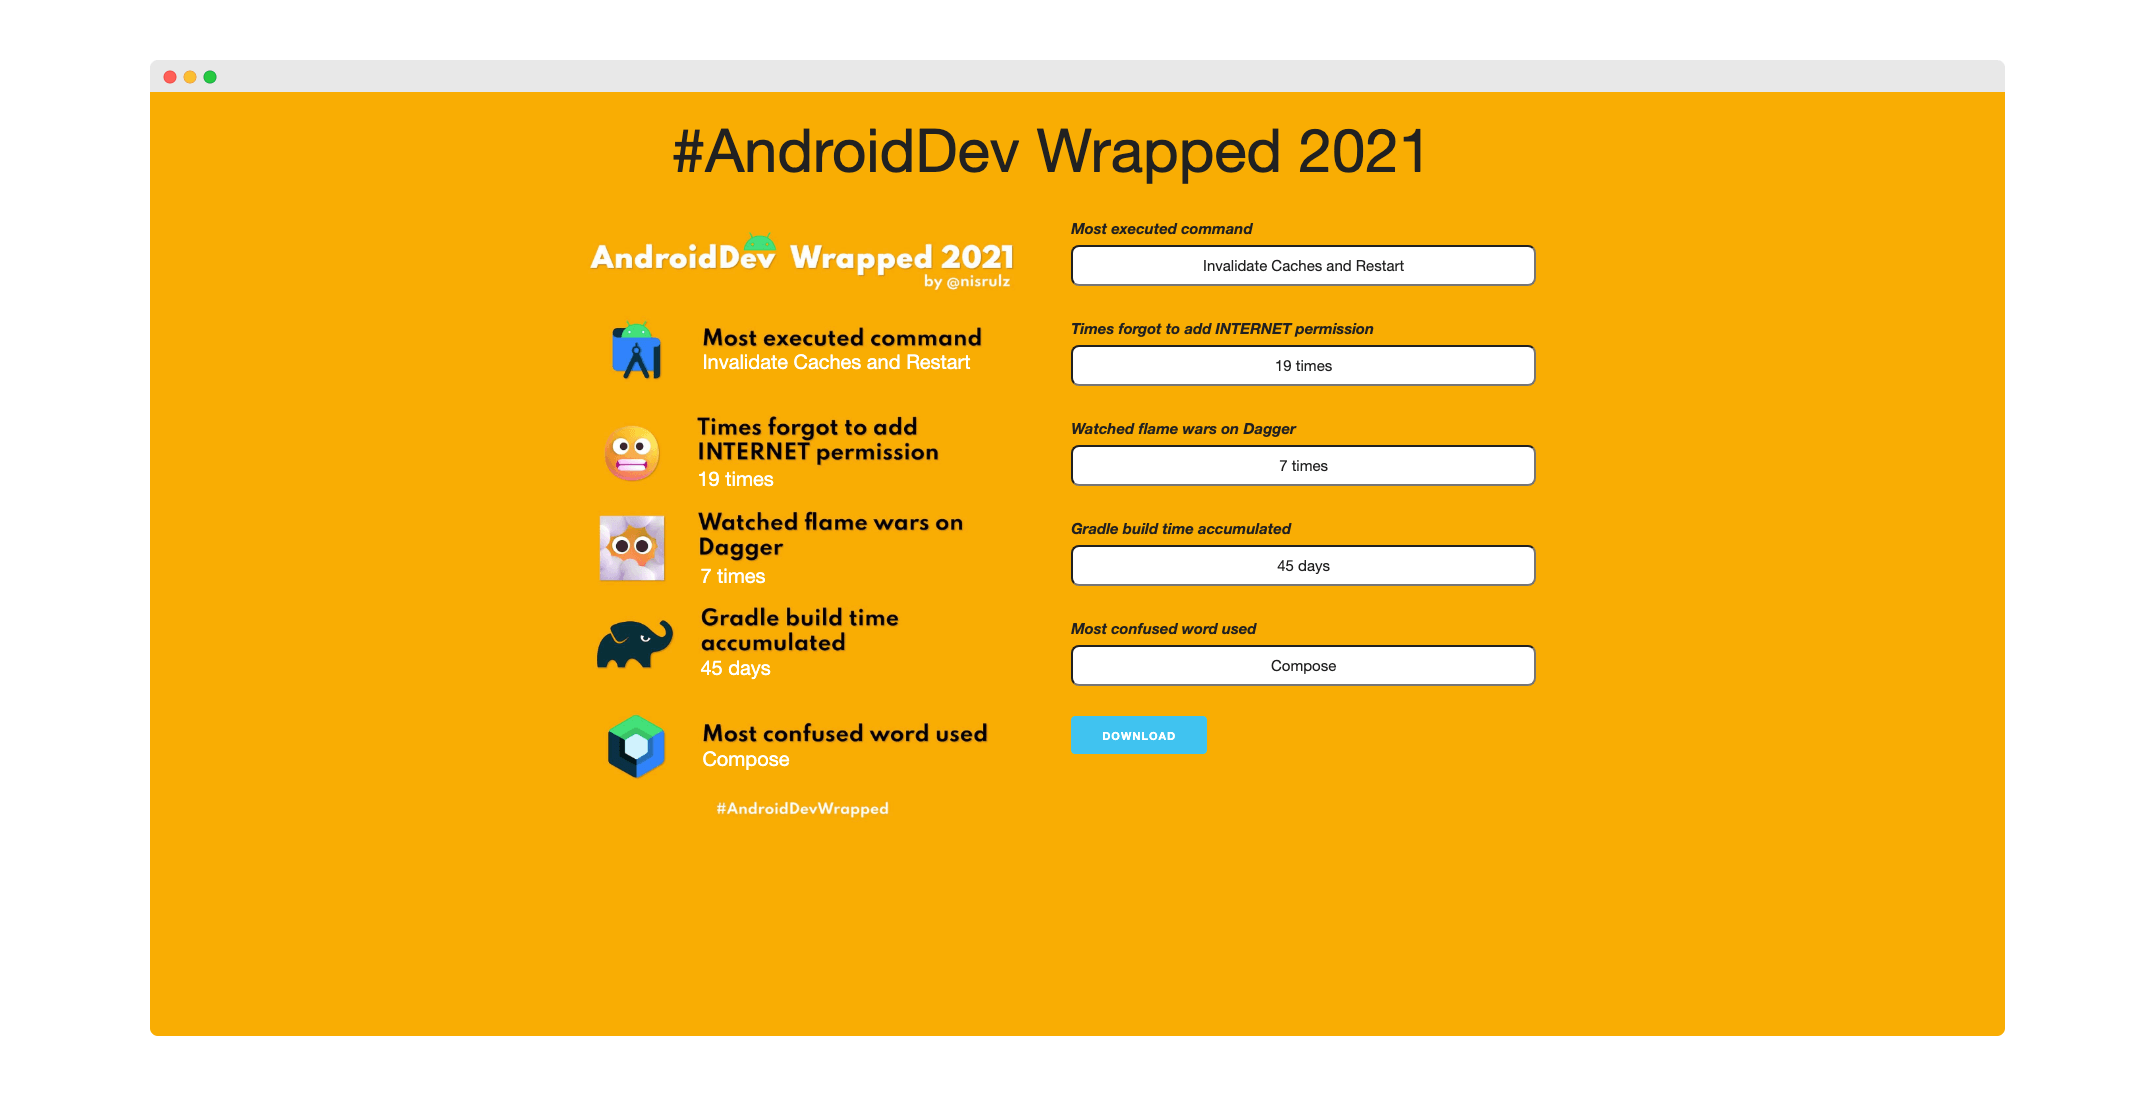 #AndroidDev Wrapped 2021
AndroidDev Wrapped 2021
by @nisrulz
Most executed command
Invalidate Caches and Restart
Times forgot to add
INTERNET permission
19 times
Watched flame wars on
Dagger
7 times
Gradle build time
accumulated
45 days
Most confused word used
Compose
#AndroidDevWrapped
Most executed command
Invalidate Caches and Restart
Times forgot to add INTERNET permission
19 times
Watched flame wars on Dagger
7 times
Gradle build time accumulated
45 days
Most confused word used
Compose
DOWNLOAD